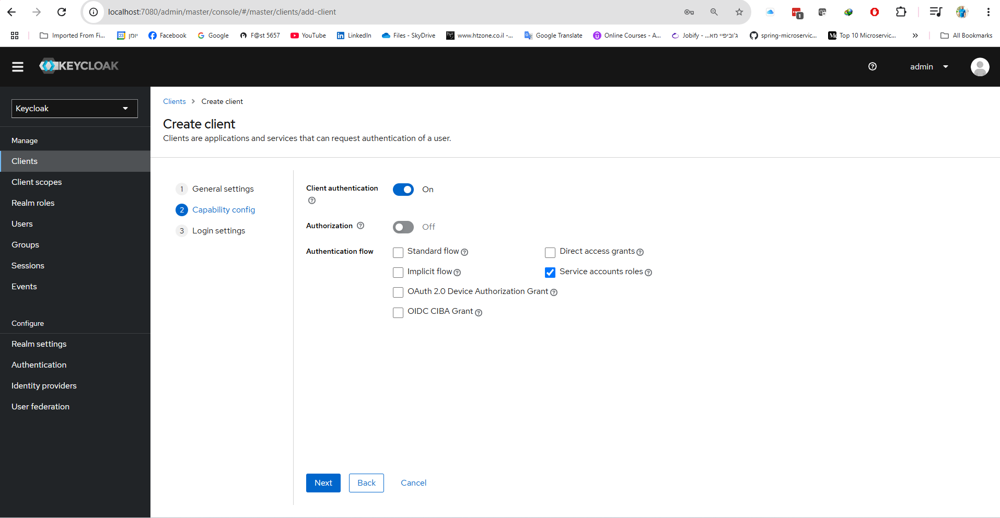 localhost:7080/admin/master/console/#/master/clients/add-client
1
Imported From Fi...
23 יומן
Facebook
Google
F@st 5657
YouTube
LinkedIn
Files - SkyDrive
www.htzone.co.il -...
Google Translate
Online Courses - A...
Jobify - ...ג'וביפיי מא
spring-microservic...
Top 10 Microservic...
All Bookmarks
KEYCLOAK
admin
Keycloak
Manage
Clients
Client scopes
Realm roles
Users
Groups
Sessions
Events
Configure
Realm settings
Authentication
Identity providers
User federation
Clients > Create client
Create client
Clients are applications and services that can request authentication of a user.
1 General settings
2 Capability config
3 Login settings
Client authentication
On
Authorization
Off
Authentication flow
Standard flow
Direct access grants
Implicit flow
Service accounts roles
OAuth 2.0 Device Authorization Grant
OIDC CIBA Grant
Next
Back
Cancel